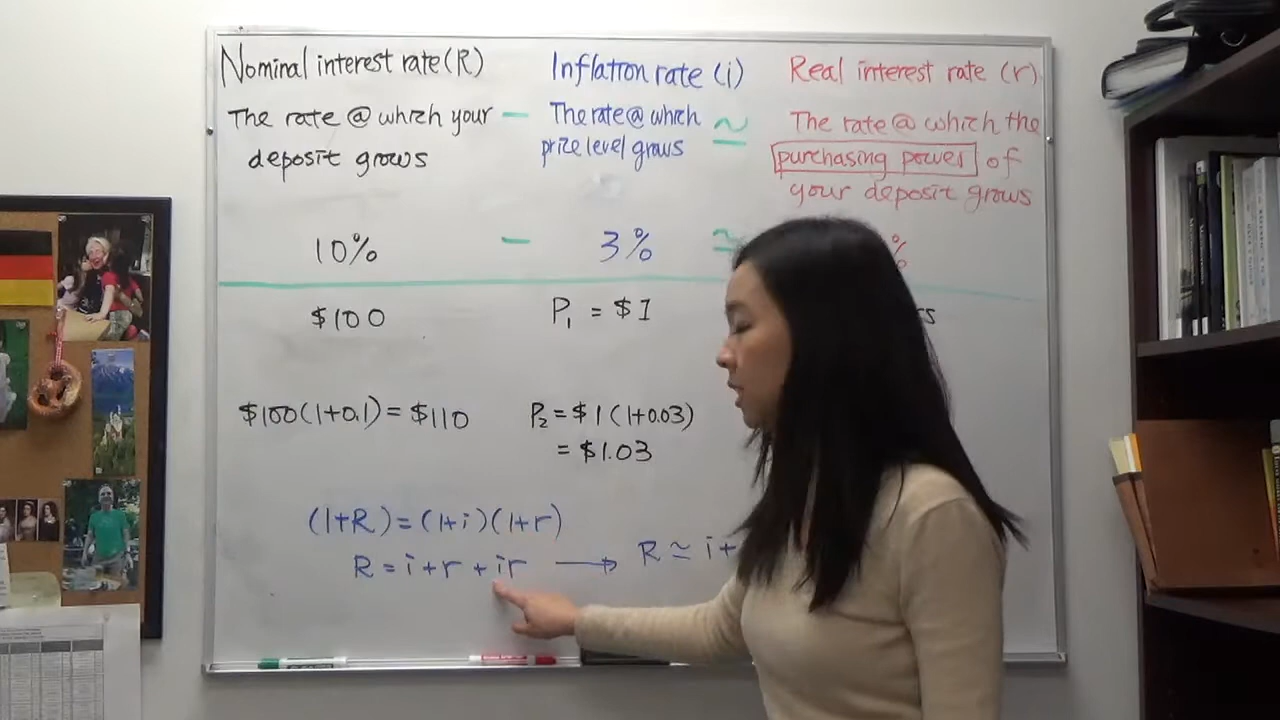 Nominal interest rate (R)
Inflation rate (i)
Real interest rate (r)
The rate @ which your
deposit grows
−
The rate @ which
prize level grows
≃
The rate @ which the
purchasing power of
your deposit grows
10% − 3% ≃ %
$100
P₁ = $1
$100(1+0.1) = $110
P₂ = $1(1+0.03)
= $1.03
(1+R) = (1+i)(1+r)
R = i + r + ir → R ≃ i +